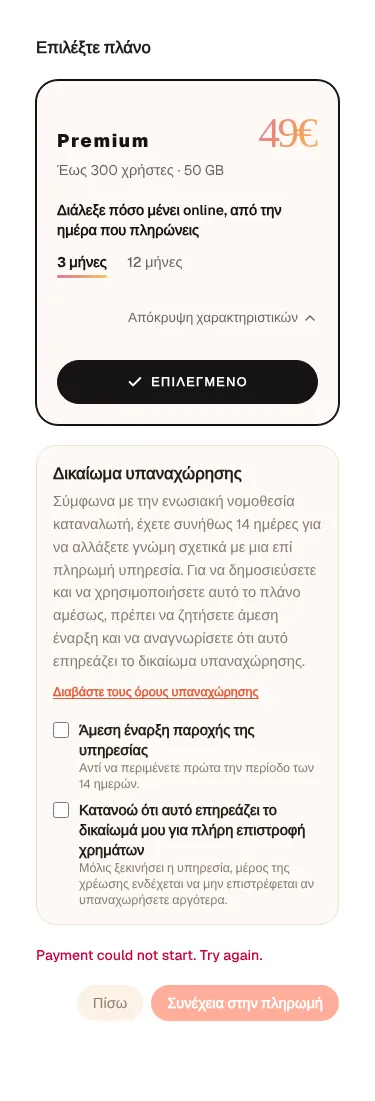 Επιλέξτε πλάνο
Premium
49€
Έως 300 χρήστες · 50 GB
Διάλεξε πόσο μένει online, από την
ημέρα που πληρώνεις
3 μήνες 12 μήνες
Απόκρυψη χαρακτηριστικών
ΕΠΙΛΕΓΜΕΝΟ
Δικαίωμα υπαναχώρησης
Σύμφωνα με την ενωσιακή νομοθεσία
καταναλωτή, έχετε συνήθως 14 ημέρες για
να αλλάξετε γνώμη σχετικά με μια επί
πληρωμή υπηρεσία. Για να δημοσιεύσετε
και να χρησιμοποιήσετε αυτό το πλάνο
αμέσως, πρέπει να ζητήσετε άμεση
έναρξη και να αναγνωρίσετε ότι αυτό
επηρεάζει το δικαίωμα υπαναχώρησης.
Διαβάστε τους όρους υπαναχώρησης
Άμεση έναρξη παροχής της
υπηρεσίας
Αντί να περιμένετε πρώτα την περίοδο των
14 ημερών.
Κατανοώ ότι αυτό επηρεάζει το
δικαίωμά μου για πλήρη επιστροφή
χρημάτων
Μόλις ξεκινήσει η υπηρεσία, μέρος της
χρέωσης ενδέχεται να μην επιστρέφεται αν
υπαναχωρήσετε αργότερα.
Payment could not start. Try again.
Πίσω Συνέχεια στην πληρωμή